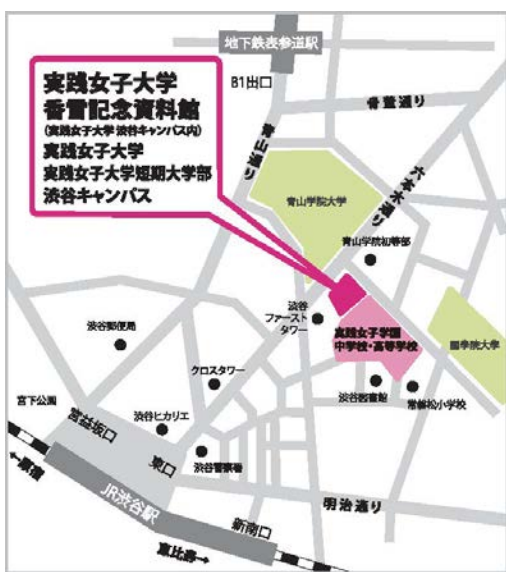 地下鉄表参道駅
B1出口
実践女子大学
香雪記念資料館
(実践女子大学 渋谷キャンパス内)
実践女子大学
実践女子大学短期大学部
渋谷キャンパス
骨董通り
青山通り
六本木通り
青山学院大学
青山学院初等部
渋谷
ファースト
タワー
実践女子学園
中学校・高等学校
國學院大學
渋谷郵便局
クロスタワー
渋谷図書館
常磐松小学校
宮下公園
宮益坂口
渋谷ヒカリエ
東口
渋谷警察署
←原宿
JR渋谷駅
明治通り
新南口
恵比寿→